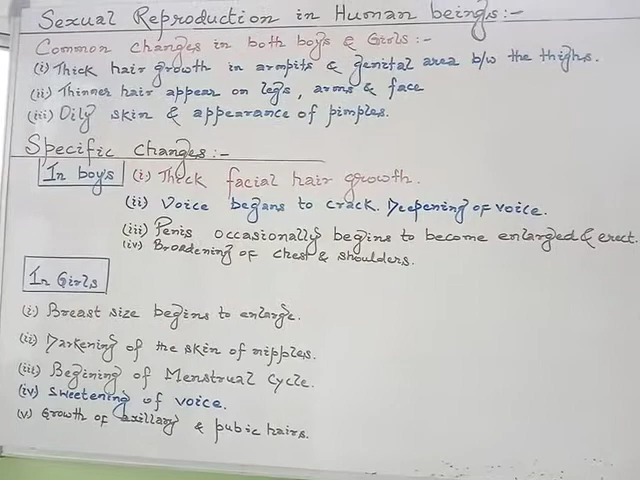 Sexual Reproduction in Human beings:-
Common changes in both boys & Girls:-
(i) Thick hair growth in armpits & genital area b/w the thighs.
(ii) Thinner hair appear on legs, arms & face
(iii) Oily skin & appearance of pimples.
Specific changes:-
In boys (i) Thick facial hair growth.
(ii) Voice begans to crack. Deepening of voice.
(iii) Penis occasionally begins to become enlarged & erect.
(iv) Broadening of chest & shoulders.
In Girls
(i) Breast size begins to enlarge.
(ii) Darkening of the skin of nipples.
(iii) Begining of Menstrual Cycle.
(iv) Sweetening of voice.
(v) Growth of axillary & pubic hairs.